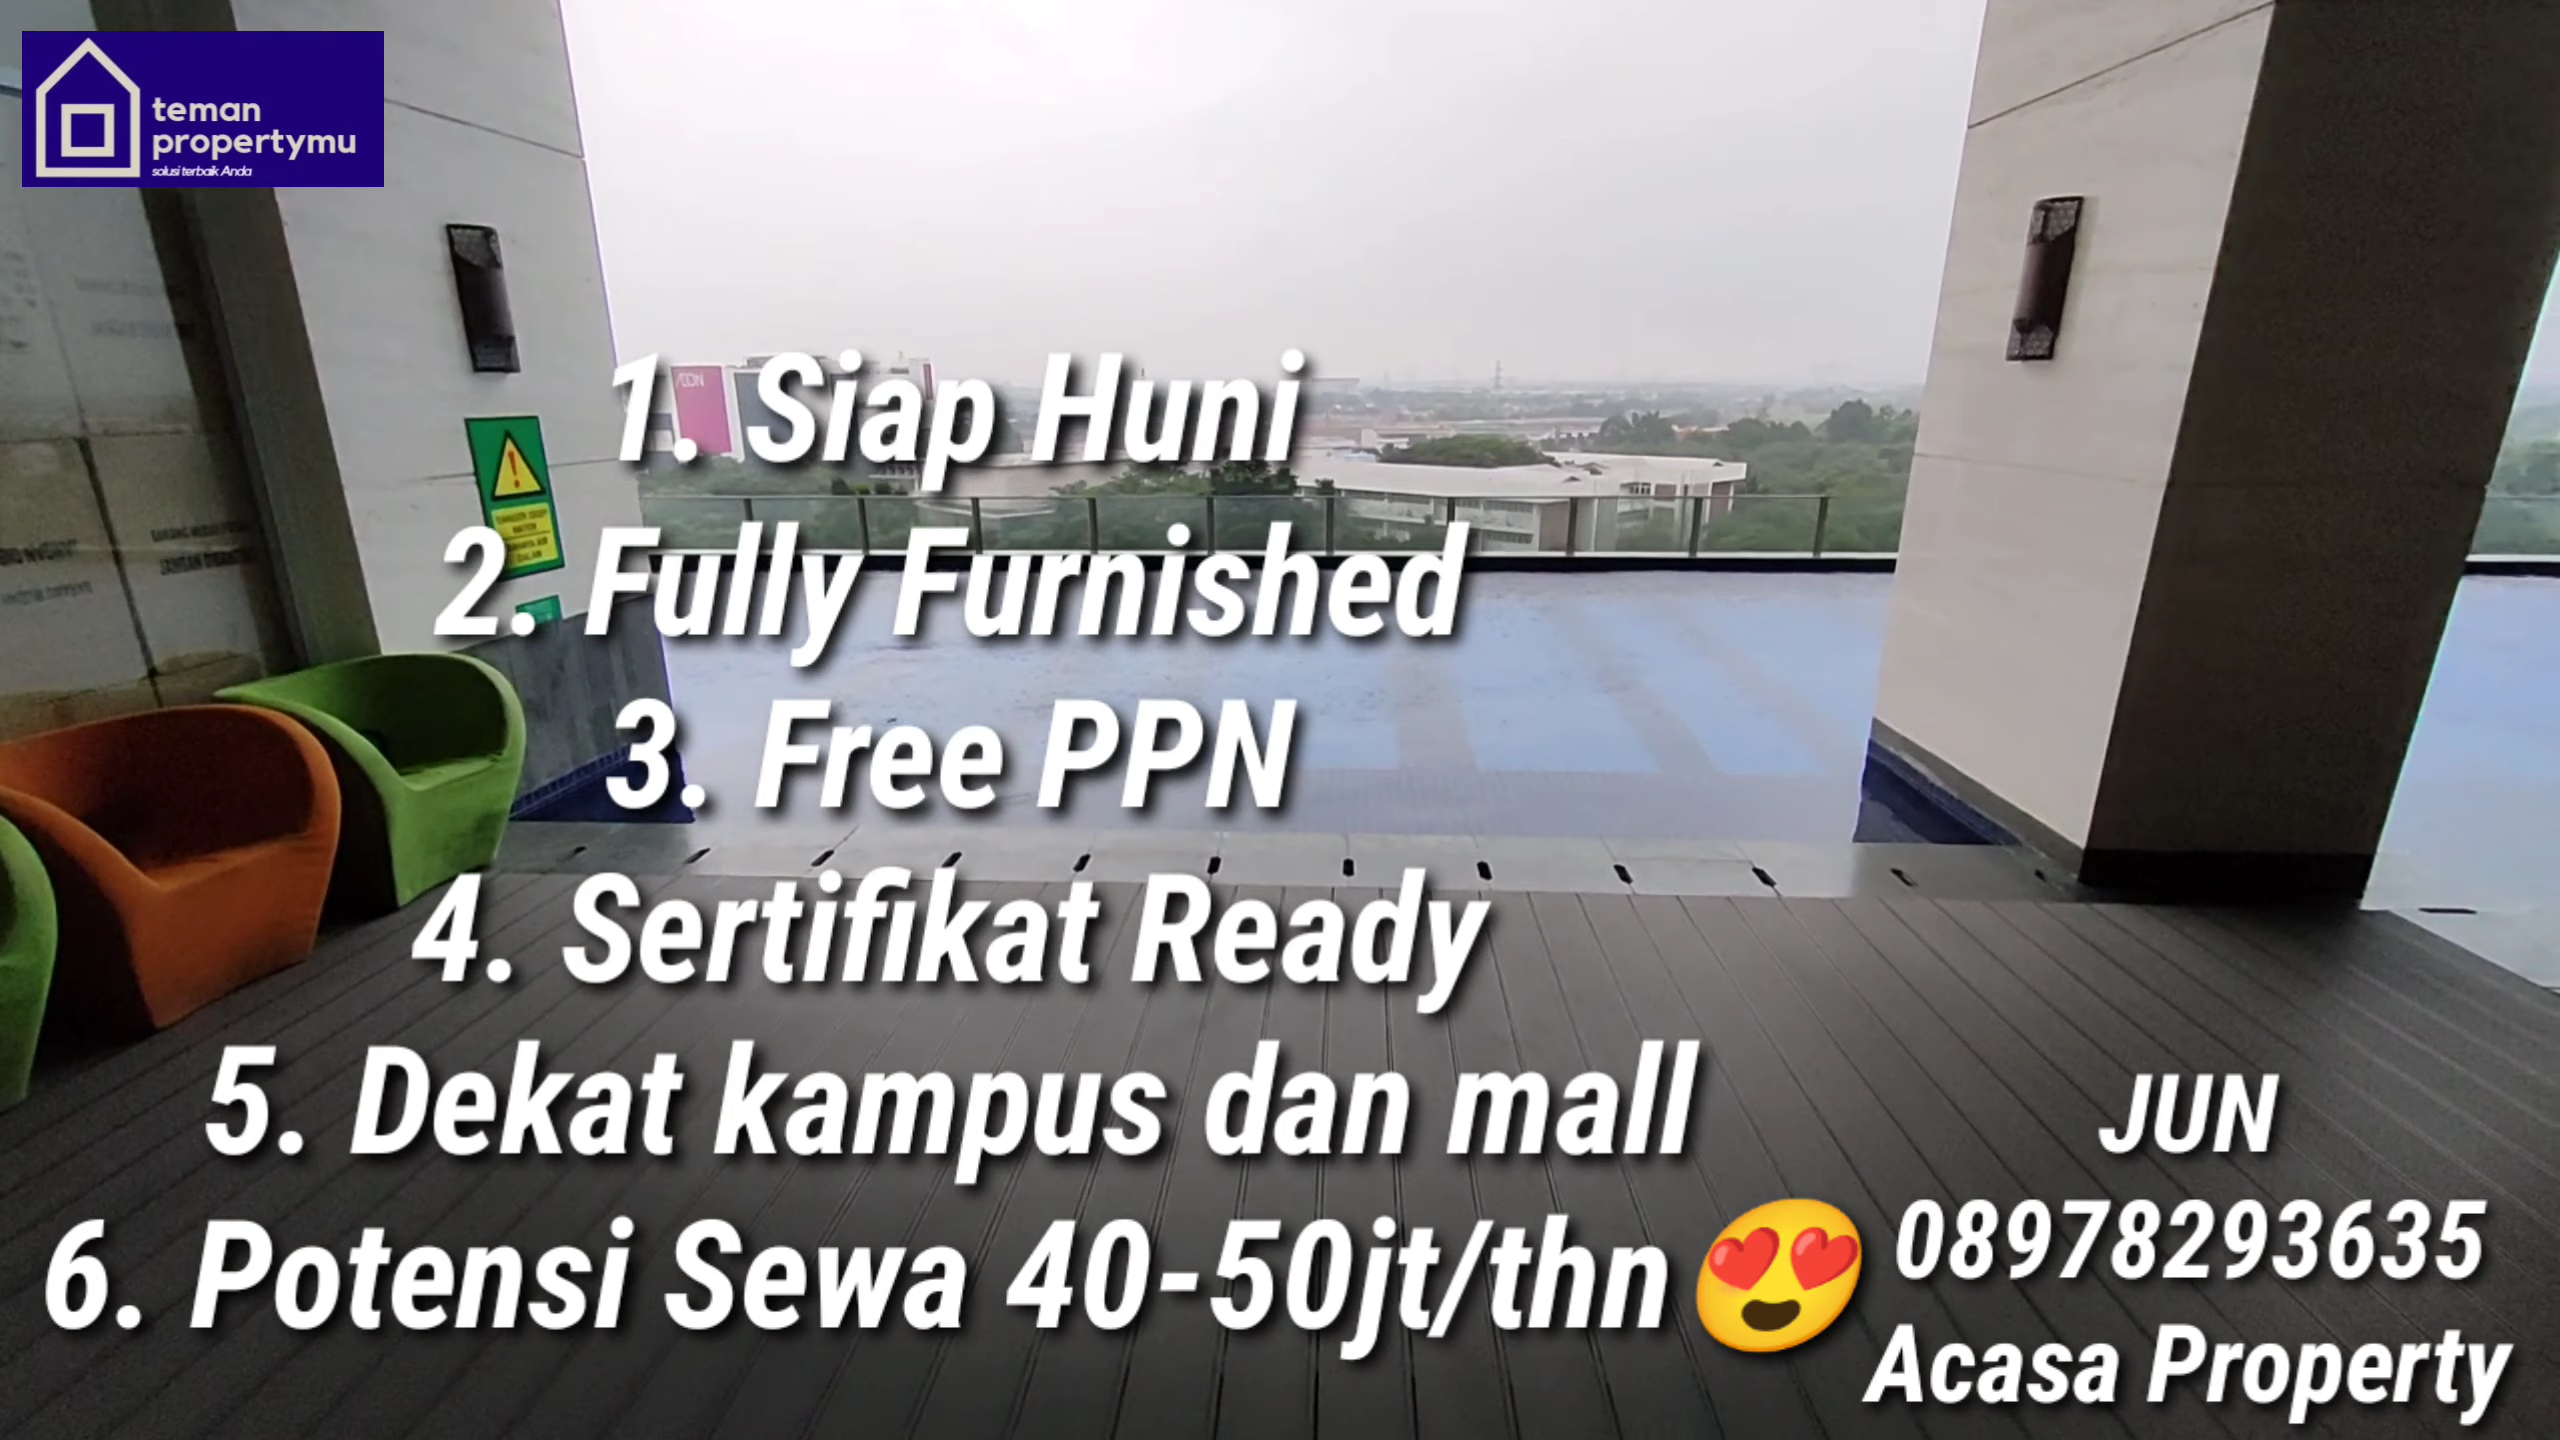 teman
propertymu
solusi terbaik Anda
AEON
1. Siap Huni
2. Fully Furnished
3. Free PPN
4. Sertifikat Ready
5. Dekat kampus dan mall
6. Potensi Sewa 40-50jt/thn😍
JUN
08978293635
Acasa Property